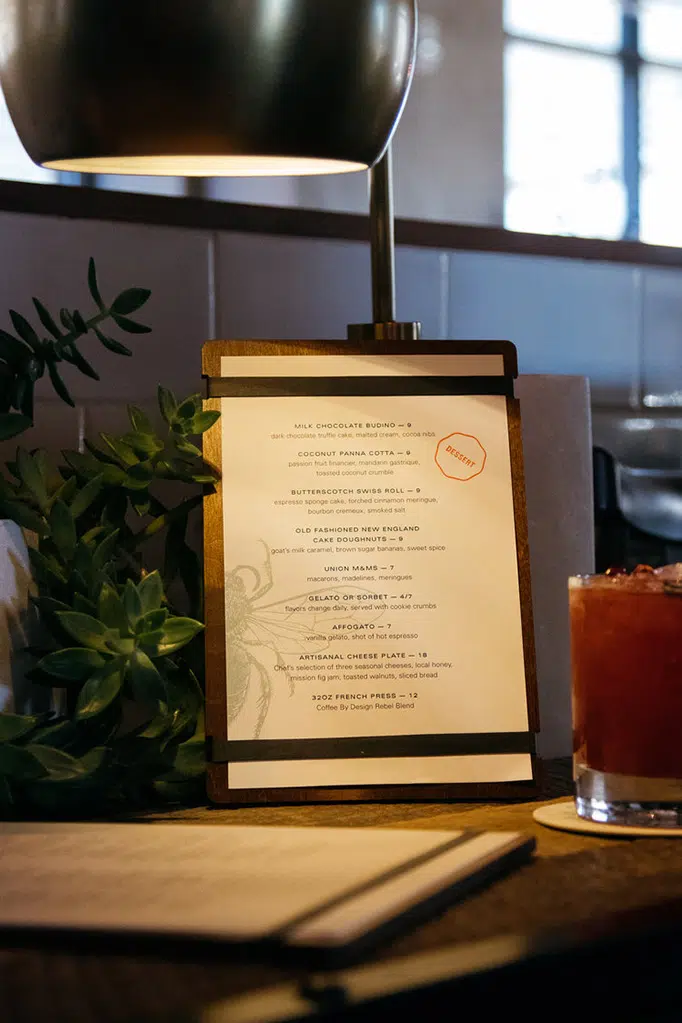 MILK CHOCOLATE BUDINO — 9
dark-chocolate truffle cake, malted cream, cocoa nibs
DESSERT
COCONUT PANNA COTTA — 9
passion fruit financier, mandarin gastrique,
toasted coconut crumble
BUTTERSCOTCH SWISS ROLL — 9
espresso sponge cake, torched cinnamon meringue,
bourbon cremeux, smoked salt
OLD FASHIONED NEW ENGLAND
CAKE DOUGHNUTS — 9
goat's milk caramel, brown sugar bananas, sweet spice
UNION M&MS — 7
macarons, madelines, meringues
GELATO OR SORBET — 4/7
flavors change daily, served with cookie crumbs
AFFOGATO — 7
vanilla gelato, shot of hot espresso
ARTISANAL CHEESE PLATE — 18
Chef's selection of three seasonal cheeses; local honey,
mission fig jam, toasted walnuts, sliced bread
32OZ FRENCH PRESS — 12
Coffee By Design Rebel Blend